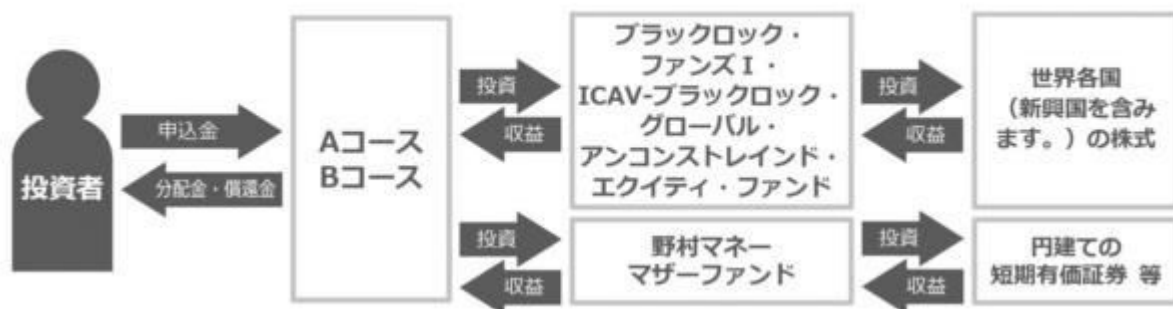 投資者
申込金
分配金・償還金
Aコース
Bコース
投資
収益
ブラックロック・
ファンズⅠ・
ICAV-ブラックロック・
グローバル・
アンコンストレインド・
エクイティ・ファンド
投資
収益
世界各国
（新興国を含み
ます。）の株式
投資
収益
野村マネー
マザーファンド
投資
収益
円建ての
短期有価証券 等